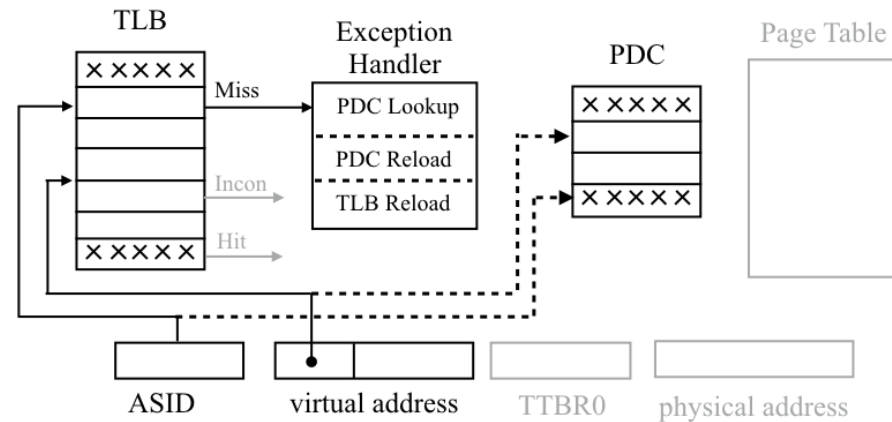 TLB
Exception
Handler
PDC
Page Table
× × × × ×
Miss
PDC Lookup
× × × × ×
PDC Reload
Incon
TLB Reload
× × × × ×
Hit
× × × × ×
ASID
virtual address
TTBR0
physical address